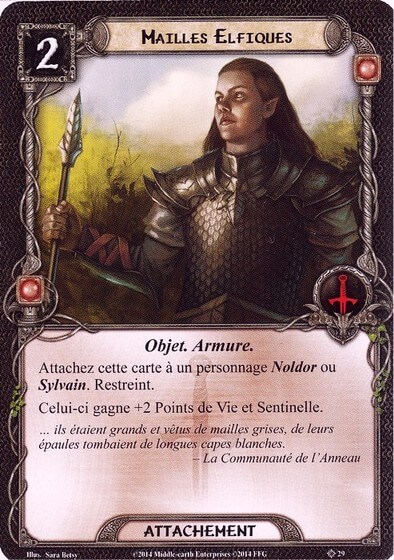 2
Mailles Elfiques
Objet. Armure.
Attachez cette carte à un personnage Noldor ou
Sylvain. Restreint.
Celui-ci gagne +2 Points de Vie et Sentinelle.
... ils étaient grands et vêtus de mailles grises, de leurs
épaules tombaient de longues capes blanches.
– La Communauté de l'Anneau
Attachement
Illus. Sara Betsy ©2014 Middle-earth Enterprises ©2014 FFG 29